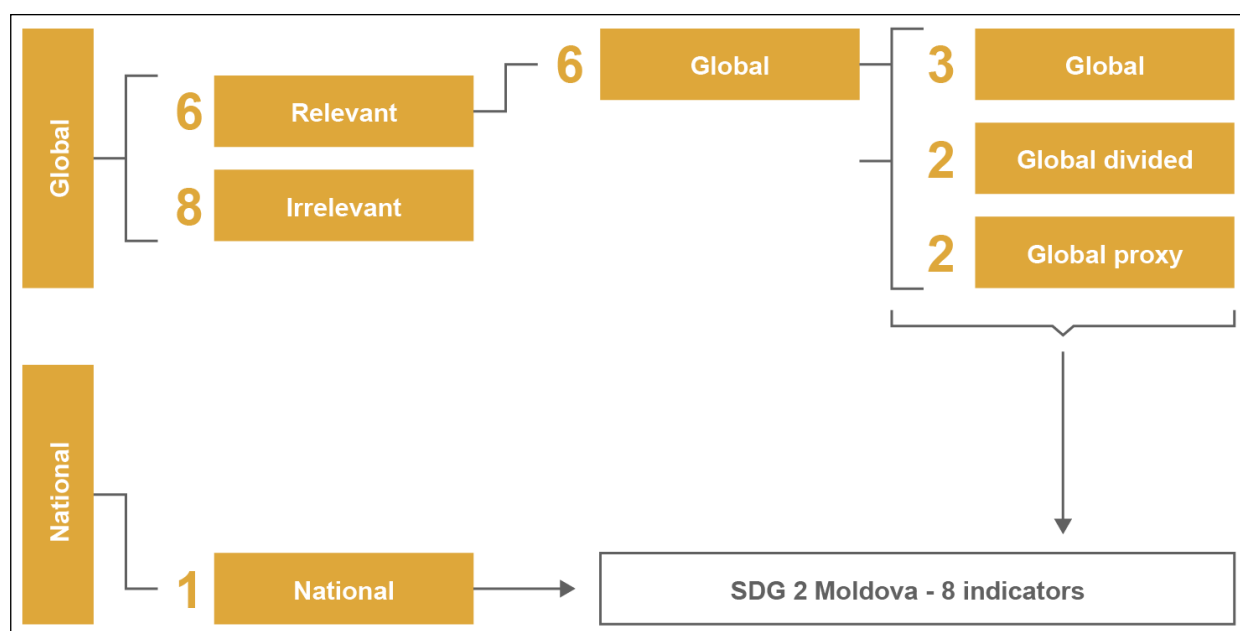 Global
6 Relevant
8 Irrelevant
6 Global
3 Global
2 Global divided
2 Global proxy
National
1 National
SDG 2 Moldova - 8 indicators